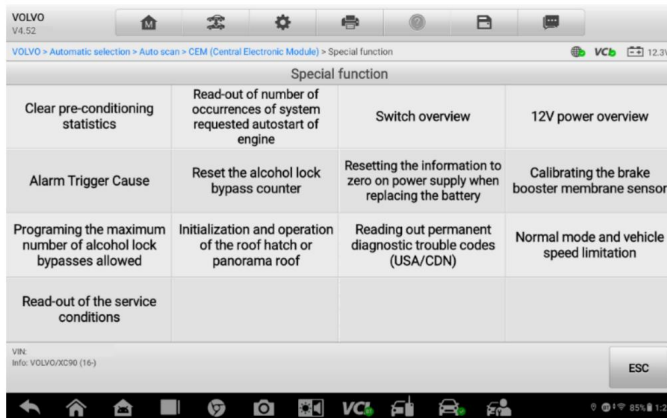 VOLVO
V4.52
VOLVO > Automatic selection > Auto scan > CEM (Central Electronic Module) > Special function
VCI
12.3V
Special function
Clear pre-conditioning
statistics
Read-out of number of
occurrences of system
requested autostart of
engine
Switch overview
12V power overview
Alarm Trigger Cause
Reset the alcohol lock
bypass counter
Resetting the information to
zero on power supply when
replacing the battery
Calibrating the brake
booster membrane sensor
Programing the maximum
number of alcohol lock
bypasses allowed
Initialization and operation
of the roof hatch or
panorama roof
Reading out permanent
diagnostic trouble codes
(USA/CDN)
Normal mode and vehicle
speed limitation
Read-out of the service
conditions
VIN:
Info: VOLVO/XC90 (16-)
ESC
VCI
85%